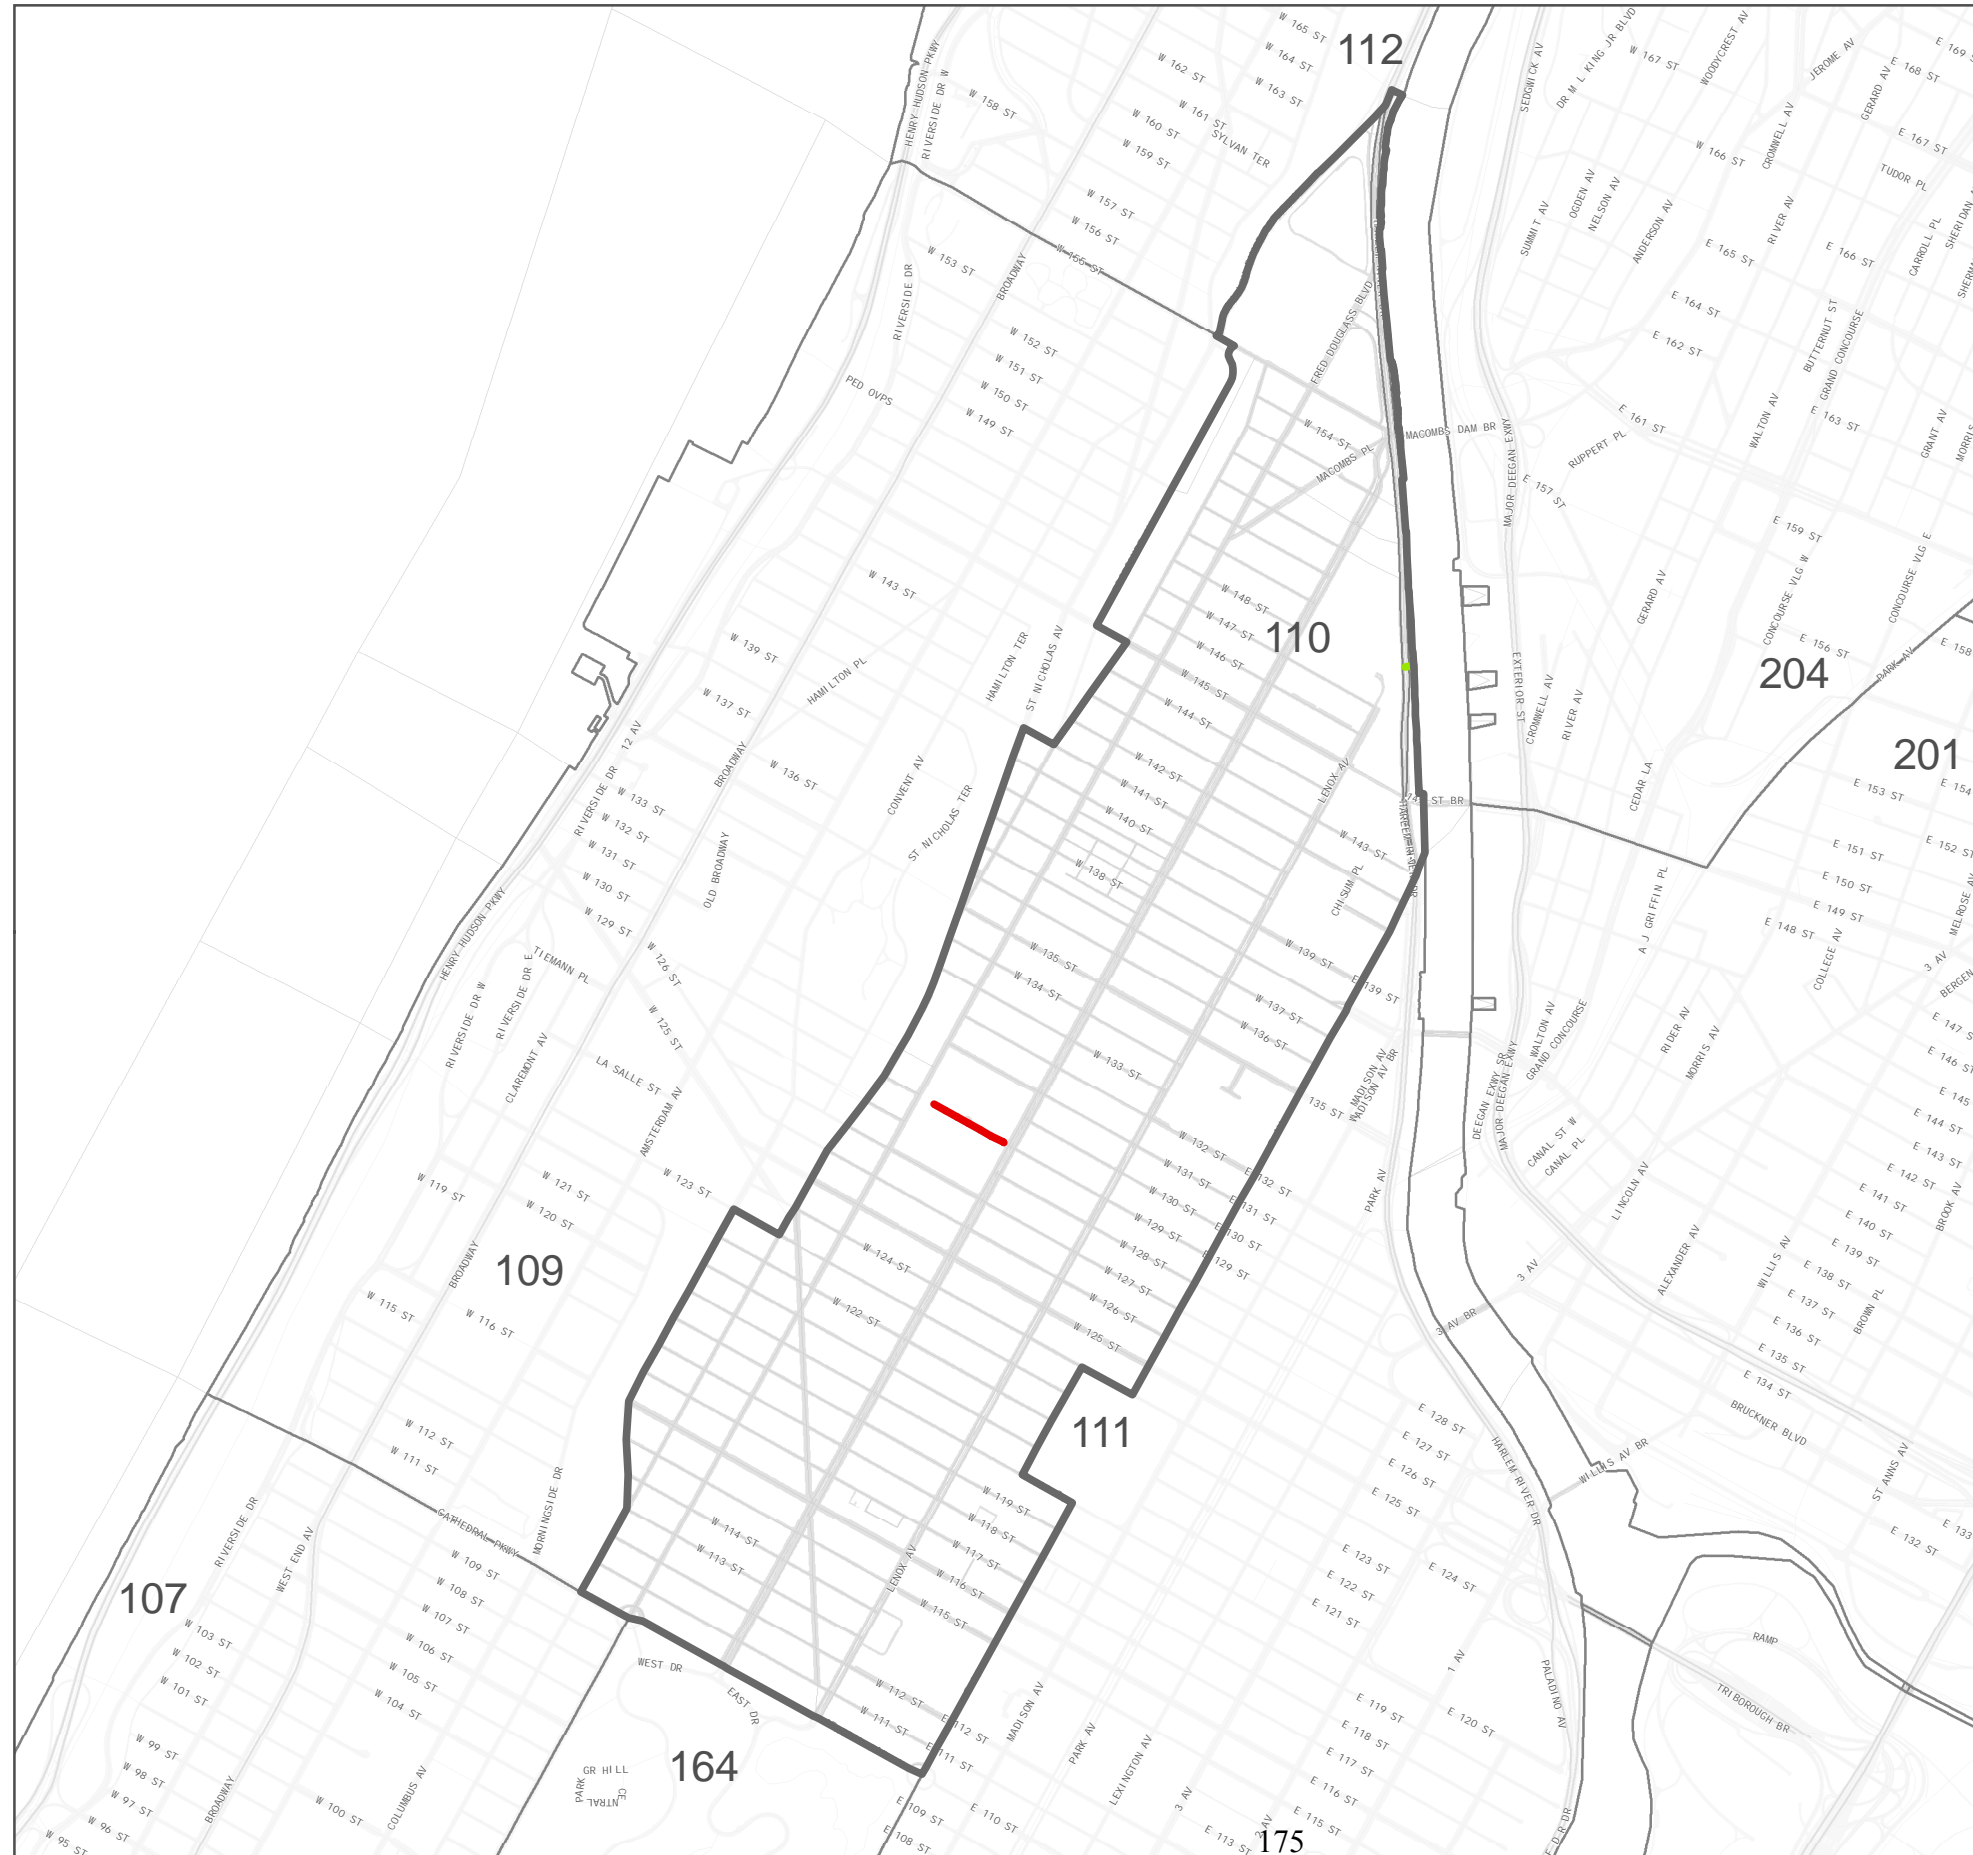 112
W 165 ST
W 164 ST
W 163 ST
W 162 ST
W 161 ST
W 160 ST
W 159 ST
SYLVAN TER
W 158 ST
W 157 ST
W 156 ST
W 155 ST
W 153 ST
HENRY HUDSON PKWY
RIVERSIDE DR W
RIVERSIDE DR
BROADWAY
W 152 ST
W 151 ST
W 150 ST
W 149 ST
PED OVPS
FRED DOUGLASS BLVD
W 154 ST
MACOMBS PL
MACOMBS DAM BR
SEDGWICK AV
DR M L KING JR BLVD
W 167 ST
WOODYCREST AV
JEROME AV
GERARD AV
E 168 ST
E 167 ST
TUDOR PL
CROMWELL AV
W 166 ST
OGDEN AV
NELSON AV
SUMMIT AV
ANDERSON AV
RIVER AV
E 165 ST
E 166 ST
CARROLL PL
E 164 ST
E 162 ST
BUTTERNUT ST
GRAND CONCOURSE
E 163 ST
E 161 ST
WALTON AV
GRANT AV
RUPPERT PL
MAJOR DEEGAN EXWY
E 157 ST
E 159 ST
CONCOURSE VLG W
CONCOURSE VLG E
GERARD AV
E 156 ST
PARK AV
204
201
W 143 ST
W 139 ST
HAMILTON PL
HAMILTON TER
ST NICHOLAS AV
W 137 ST
W 136 ST
12 AV
RIVERSIDE DR
BROADWAY
CONVENT AV
ST NICHOLAS TER
W 133 ST
W 132 ST
W 131 ST
W 130 ST
W 129 ST
OLD BROADWAY
W 126 ST
TIEMANN PL
HENRY HUDSON PKWY
RIVERSIDE DR W
RIVERSIDE DR E
W 125 ST
CLAREMONT AV
LA SALLE ST
AMSTERDAM AV
W 148 ST
W 147 ST
110
W 146 ST
W 145 ST
W 144 ST
W 142 ST
W 141 ST
W 140 ST
W 138 ST
LENOX AV
W 143 ST
CHISUM PL
HARLEM RIVER DR
EXTERIOR ST
CROMWELL AV
RIVER AV
CEDAR LA
E 153 ST
E 151 ST
E 152 ST
E 150 ST
E 149 ST
E 148 ST
A J GRIFFIN PL
COLLEGE AV
MELROSE AV
3 AV
W 135 ST
W 134 ST
W 139 ST
E 139 ST
W 137 ST
W 136 ST
W 133 ST
MADISON AV
MADISON AV BR
WALTON AV
GRAND CONCOURSE
RIDER AV
MORRIS AV
DEEGAN EXWY SR
MAJOR DEEGAN EXWY
CANAL ST W
CANAL PL
E 146 ST
E 144 ST
E 143 ST
E 142 ST
E 141 ST
E 140 ST
E 139 ST
E 138 ST
E 137 ST
E 136 ST
E 135 ST
E 134 ST
BROOK AV
LINCOLN AV
ALEXANDER AV
WILLIS AV
BROWN PL
BRUCKNER BLVD
W 132 ST
E 132 ST
W 131 ST
E 131 ST
W 130 ST
E 130 ST
W 129 ST
E 129 ST
W 128 ST
W 127 ST
W 126 ST
W 125 ST
PARK AV
3 AV
3 AV BR
W 123 ST
W 119 ST
W 121 ST
W 120 ST
109
BROADWAY
W 115 ST
W 116 ST
W 124 ST
W 122 ST
111
E 128 ST
E 127 ST
E 126 ST
E 125 ST
HARLEM RIVER DR
WILLIS AV BR
ST ANNS AV
E 132 ST
W 112 ST
W 111 ST
CATHEDRAL PKWY
MORNINGSIDE DR
RIVERSIDE DR
WEST END AV
W 109 ST
W 108 ST
W 107 ST
W 106 ST
W 105 ST
W 104 ST
107
W 103 ST
W 102 ST
W 101 ST
W 99 ST
W 98 ST
W 97 ST
W 96 ST
W 95 ST
BROADWAY
W 100 ST
COLUMBUS AV
W 114 ST
W 113 ST
LENOX AV
W 119 ST
W 118 ST
W 117 ST
W 116 ST
W 115 ST
W 112 ST
W 111 ST
E 112 ST
E 111 ST
WEST DR
EAST DR
GR HILL
164
MADISON AV
PARK AV
LEXINGTON AV
3 AV
E 109 ST
E 108 ST
E 110 ST
E 113 ST
2 AV
E 123 ST
E 124 ST
E 122 ST
E 121 ST
1 AV
PALADINO AV
E 119 ST
E 120 ST
E 118 ST
E 117 ST
E 116 ST
E 115 ST
F D R DR
RAMP
TRIBOROUGH BR
175